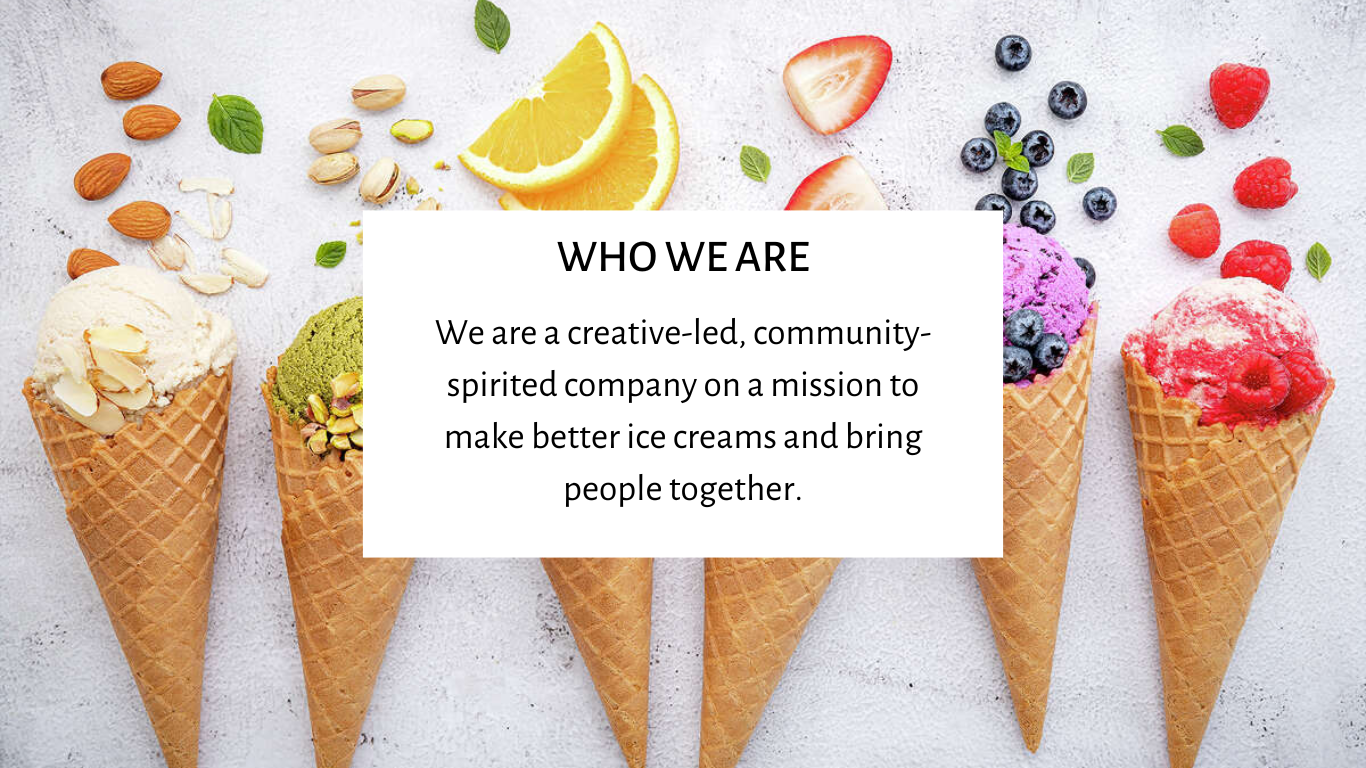 WHO WE ARE
We are a creative-led, community-
spirited company on a mission to
make better ice creams and bring
people together.